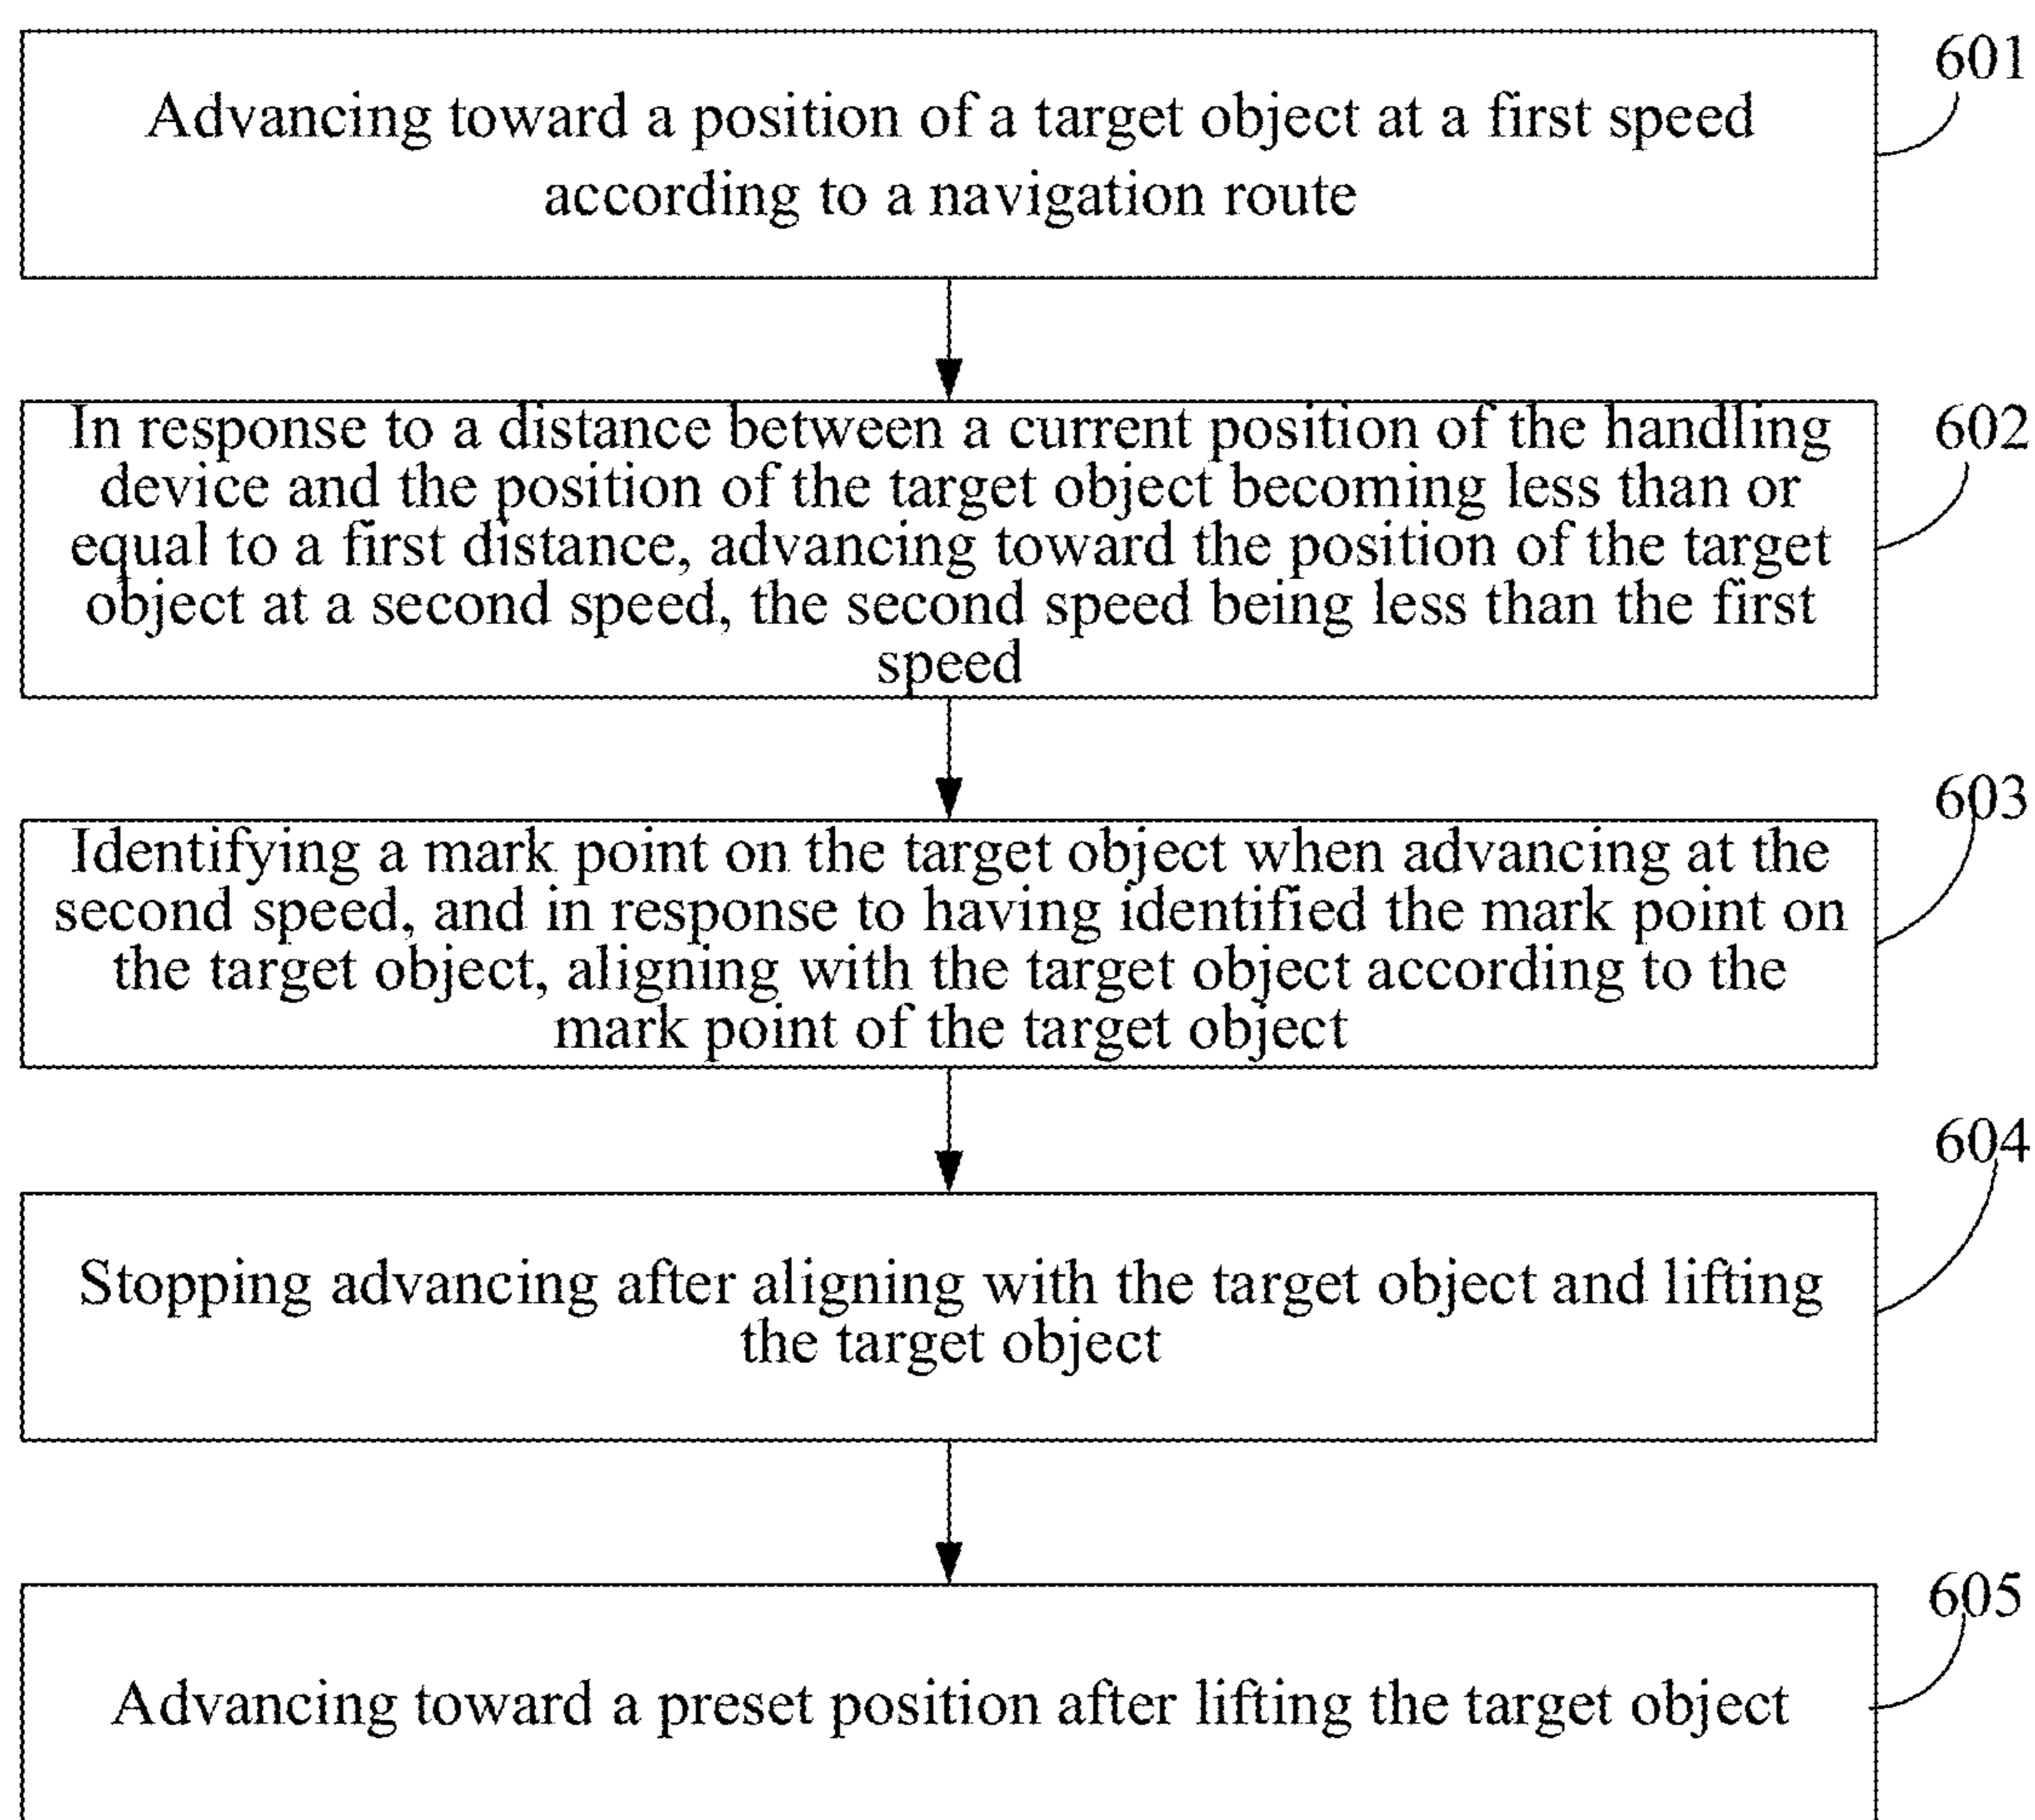 601
Advancing toward a position of a target object at a first speed
according to a navigation route
602
In response to a distance between a current position of the handling
device and the position of the target object becoming less than or
equal to a first distance, advancing toward the position of the target
object at a second speed, the second speed being less than the first
speed
603
Identifying a mark point on the target object when advancing at the
second speed, and in response to having identified the mark point on
the target object, aligning with the target object according to the
mark point of the target object
604
Stopping advancing after aligning with the target object and lifting
the target object
605
Advancing toward a preset position after lifting the target object